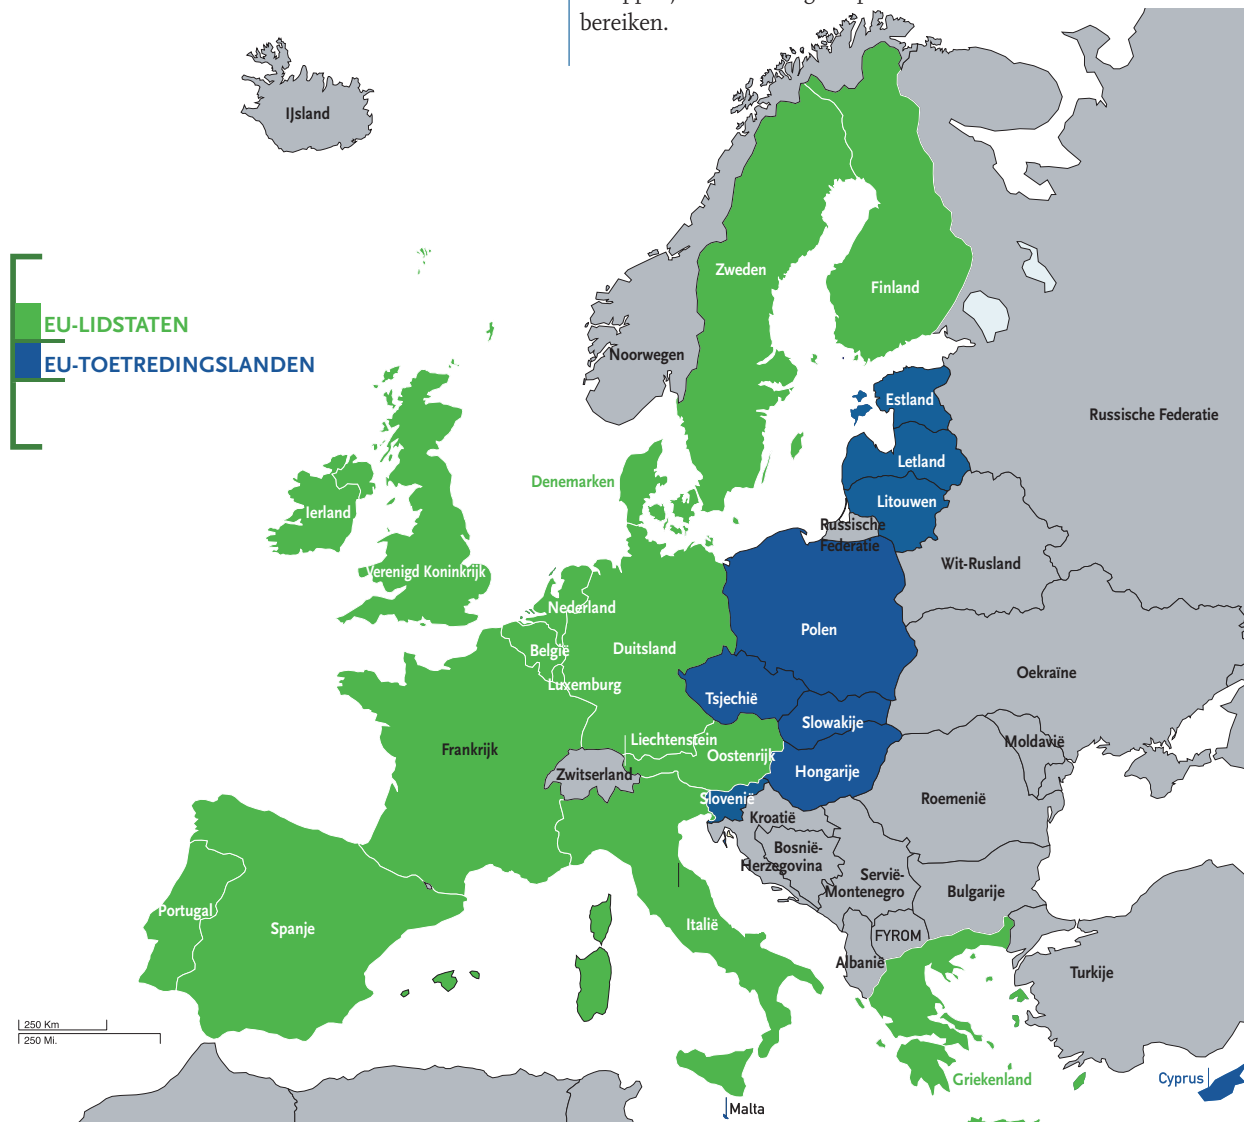 bereiken.
IJsland
Zweden
Finland
EU-LIDSTATEN
EU-TOETREDINGSLANDEN
Noorwegen
Estland
Russische Federatie
Letland
Denemarken
Litouwen
Ierland
Russische
Federatie
Wit-Rusland
Verenigd Koninkrijk
Nederland
Polen
België
Duitsland
Oekraïne
Luxemburg
Tsjechië
Slowakije
Liechtenstein
Moldavië
Frankrijk
Oostenrijk
Zwitserland
Hongarije
Slovenië
Roemenië
Kroatië
Bosnië-
Herzegovina
Servië-
Montenegro
Bulgarije
Portugal
Spanje
Italië
FYROM
Albanië
Turkije
250 Km
250 Mi.
Griekenland
Cyprus
Malta